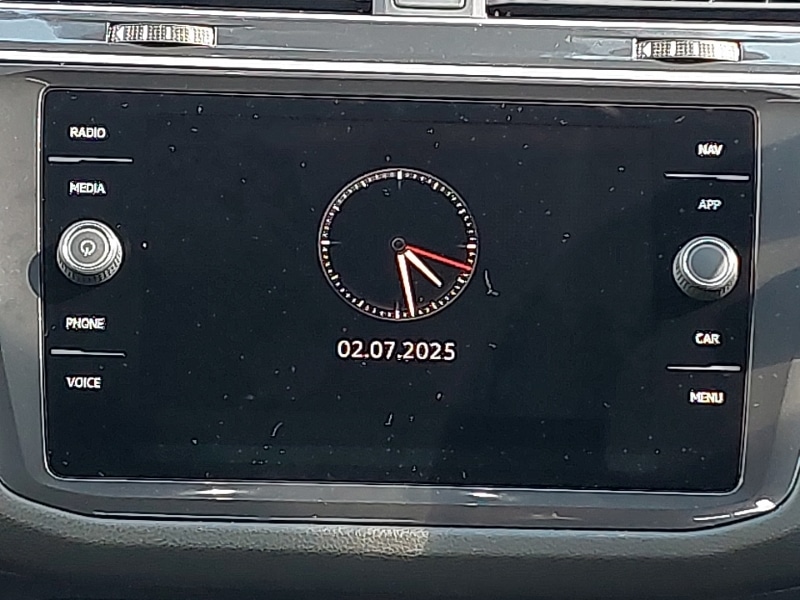 RADIO
MEDIA
PHONE
VOICE
02.07.2025
NAV
APP
CAR
MENU